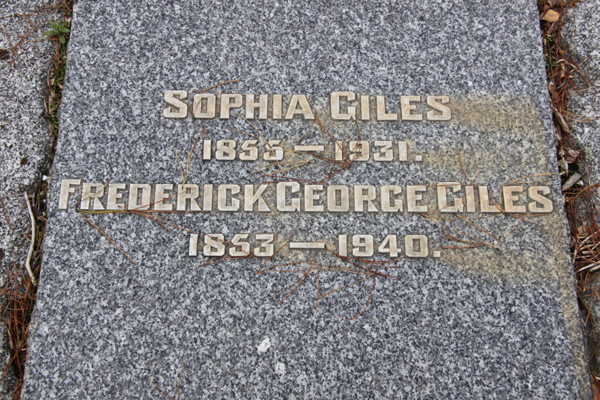 SOPHIA GILES
1855 — 1931.
FREDERICK GEORGE GILES
1853 — 1940.